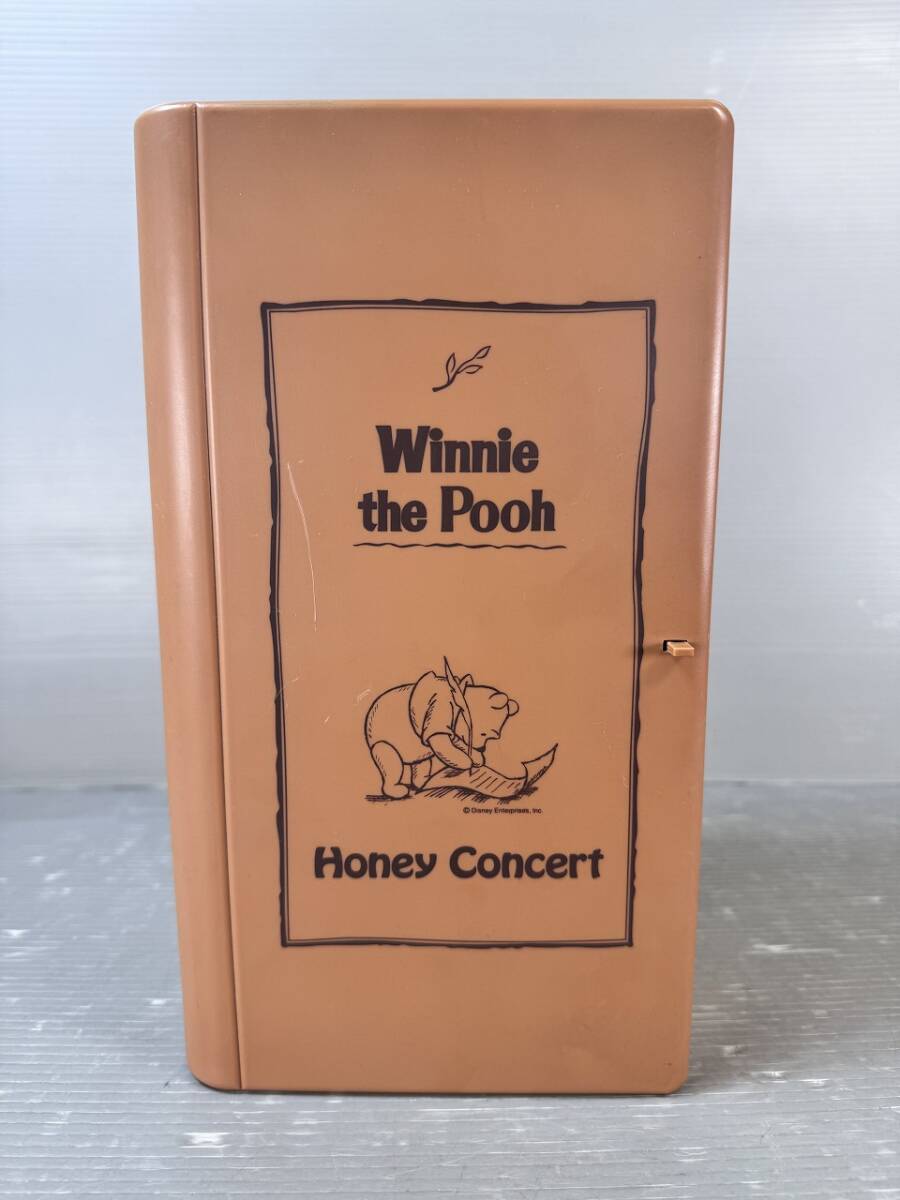 Winnie
the Pooh
© Disney Enterprises, Inc.
Honey Concert